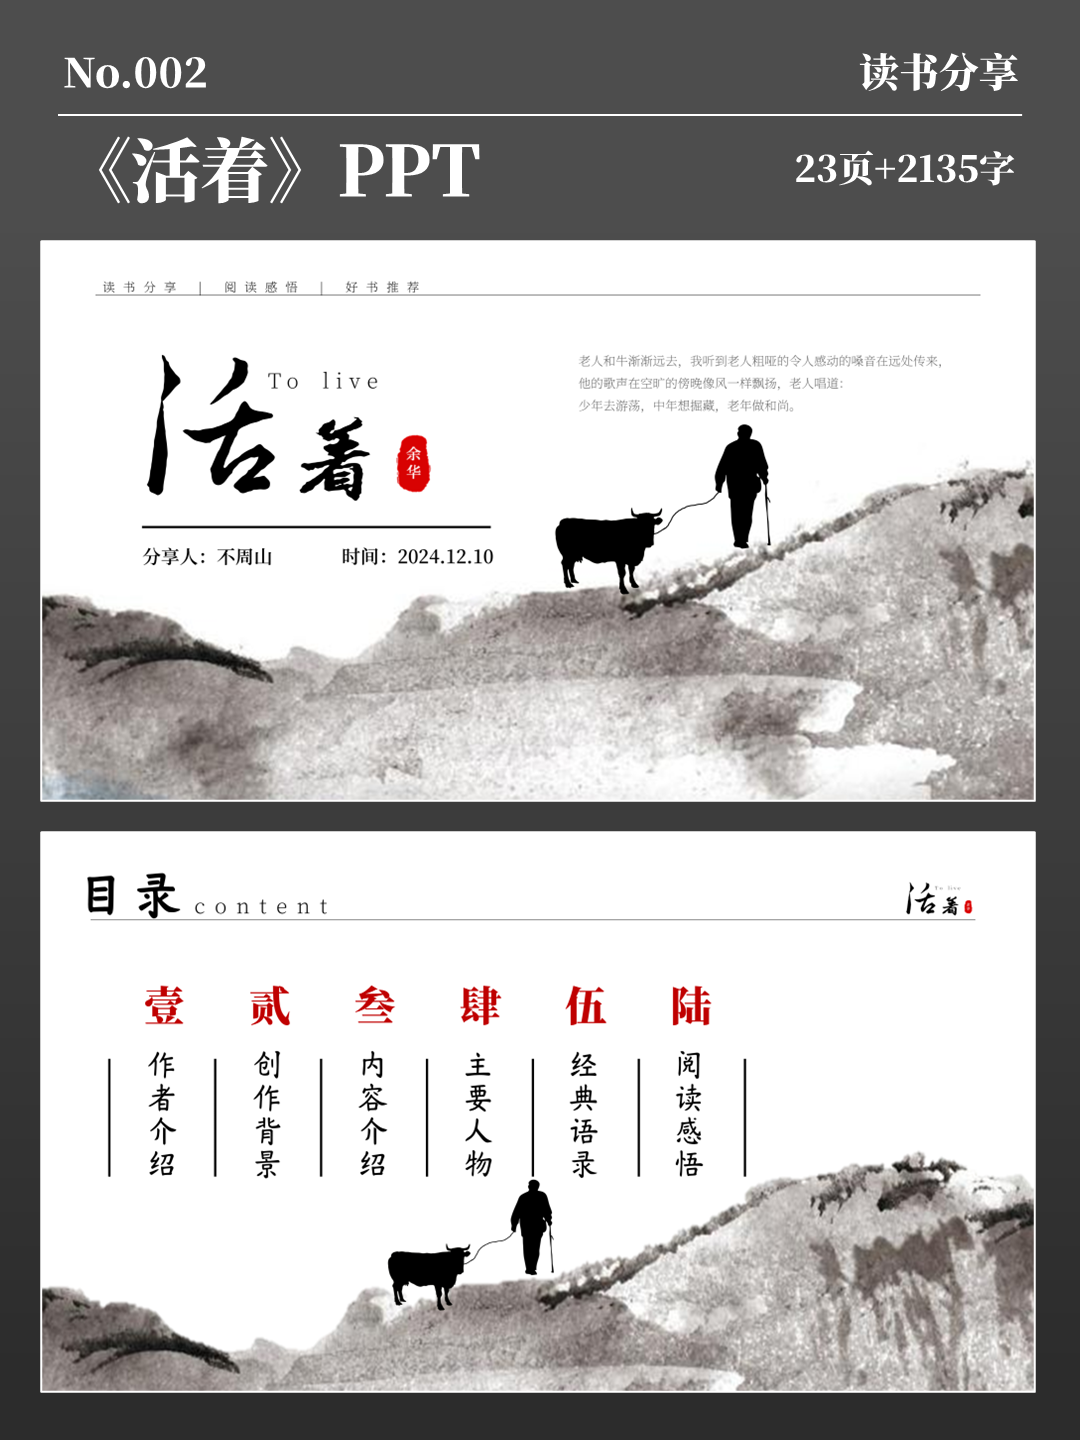 No.002
读书分享
《活着》PPT
23页+2135字
读书分享 | 阅读感悟 | 好书推荐
活着
To live
余华
老人和牛渐渐远去，我听到老人粗哑的令人感动的嗓音在远处传来，
他的歌声在空旷的傍晚像风一样飘扬，老人唱道：
少年去游荡，中年想掘藏，老年做和尚。
分享人：不周山
时间：2024.12.10
目录 content
活着
To live
壹
作者介绍
贰
创作背景
叁
内容介绍
肆
主要人物
伍
经典语录
陆
阅读感悟